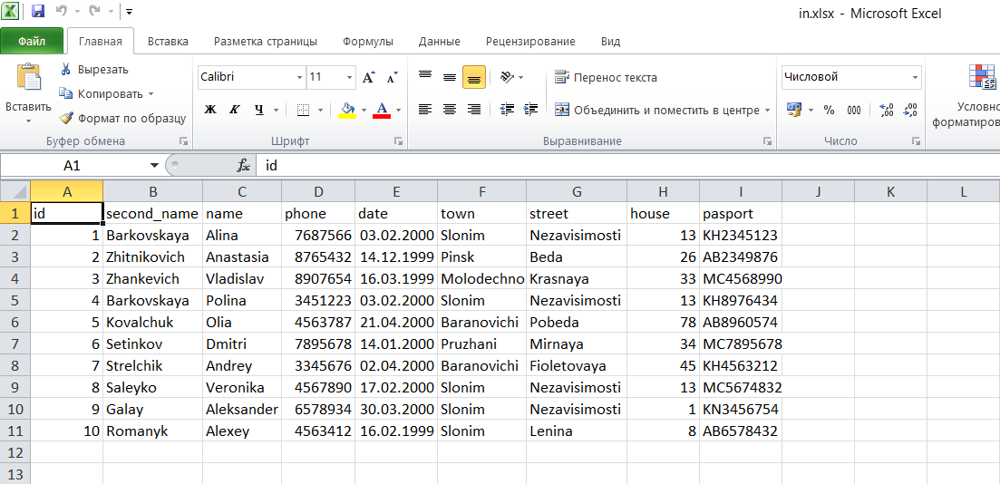 in.xlsx - Microsoft Excel
Файл Главная Вставка Разметка страницы Формулы Данные Рецензирование Вид
Вставить
Вырезать
Копировать
Формат по образцу
Буфер обмена
Calibri 11
Ж К Ч
Шрифт
Перенос текста
Объединить и поместить в центре
Выравнивание
Числовой
% 000
Число
Условно
форматиров
A1 fx id
A B C D E F G H I J K L
1 id second_name name phone date town street house pasport
2 1 Barkovskaya Alina 7687566 03.02.2000 Slonim Nezavisimosti 13 KH2345123
3 2 Zhitnikovich Anastasia 8765432 14.12.1999 Pinsk Beda 26 AB2349876
4 3 Zhankevich Vladislav 8907654 16.03.1999 Molodechno Krasnaya 33 MC4568990
5 4 Barkovskaya Polina 3451223 03.02.2000 Slonim Nezavisimosti 13 KH8976434
6 5 Kovalchuk Olia 4563787 21.04.2000 Baranovichi Pobeda 78 AB8960574
7 6 Setinkov Dmitri 7895678 14.01.2000 Pruzhani Mirnaya 34 MC7895678
8 7 Strelchik Andrey 3345676 02.04.2000 Baranovichi Fioletovaya 45 KH4563212
9 8 Saleyko Veronika 4567890 17.02.2000 Slonim Nezavisimosti 13 MC5674832
10 9 Galay Aleksander 6578934 30.03.2000 Slonim Nezavisimosti 1 KN3456754
11 10 Romanyk Alexey 4563412 16.02.1999 Slonim Lenina 8 AB6578432
12
13